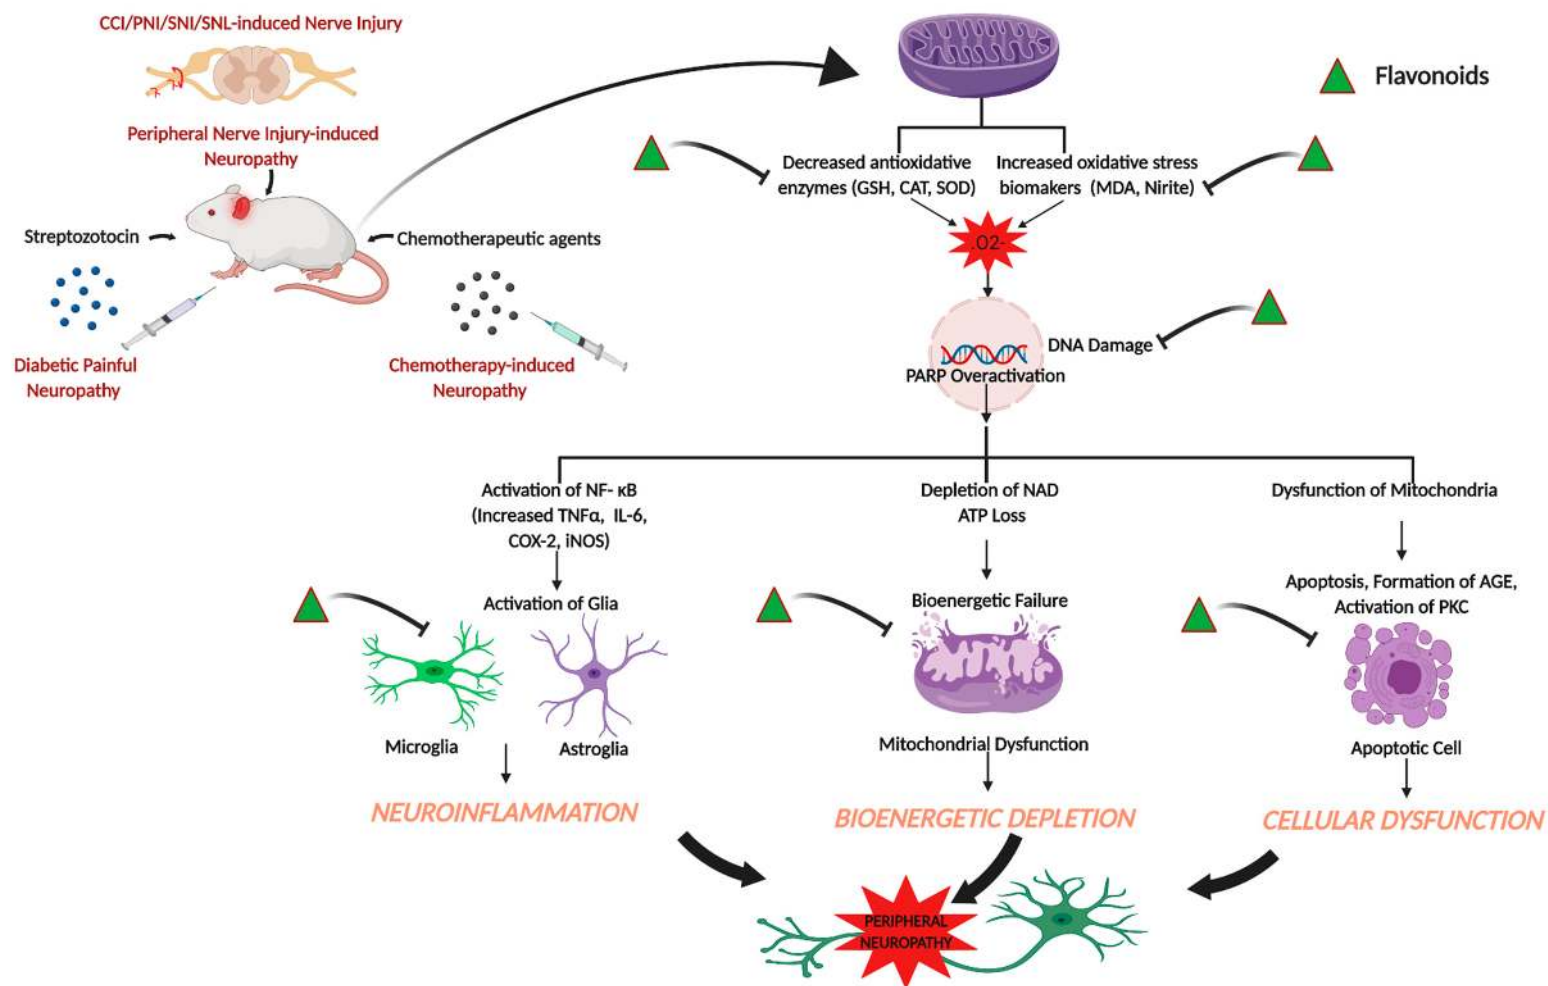 CCI/PNI/SNI/SNL-induced Nerve Injury
Peripheral Nerve Injury-induced
Neuropathy
Streptozotocin
Chemotherapeutic agents
Diabetic Painful
Neuropathy
Chemotherapy-induced
Neuropathy
Flavonoids
Decreased antioxidative
enzymes (GSH, CAT, SOD)
Increased oxidative stress
biomakers (MDA, Nirite)
.O2-
DNA Damage
PARP Overactivation
Activation of NF- κB
(Increased TNFα, IL-6,
COX-2, iNOS)
Activation of Glia
Microglia
Astroglia
NEUROINFLAMMATION
Depletion of NAD
ATP Loss
Bioenergetic Failure
Mitochondrial Dysfunction
BIOENERGETIC DEPLETION
Dysfunction of Mitochondria
Apoptosis, Formation of AGE,
Activation of PKC
Apoptotic Cell
CELLULAR DYSFUNCTION
PERIPHERAL
NEUROPATHY